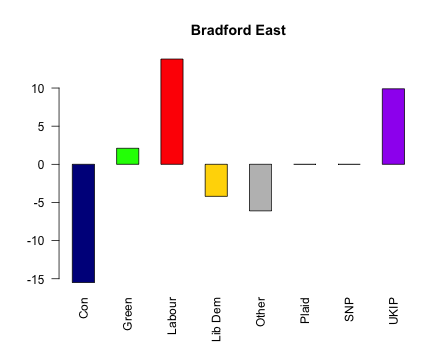 Bradford East
10
5
0
-5
-10
-15
Con
Green
Labour
Lib Dem
Other
Plaid
SNP
UKIP